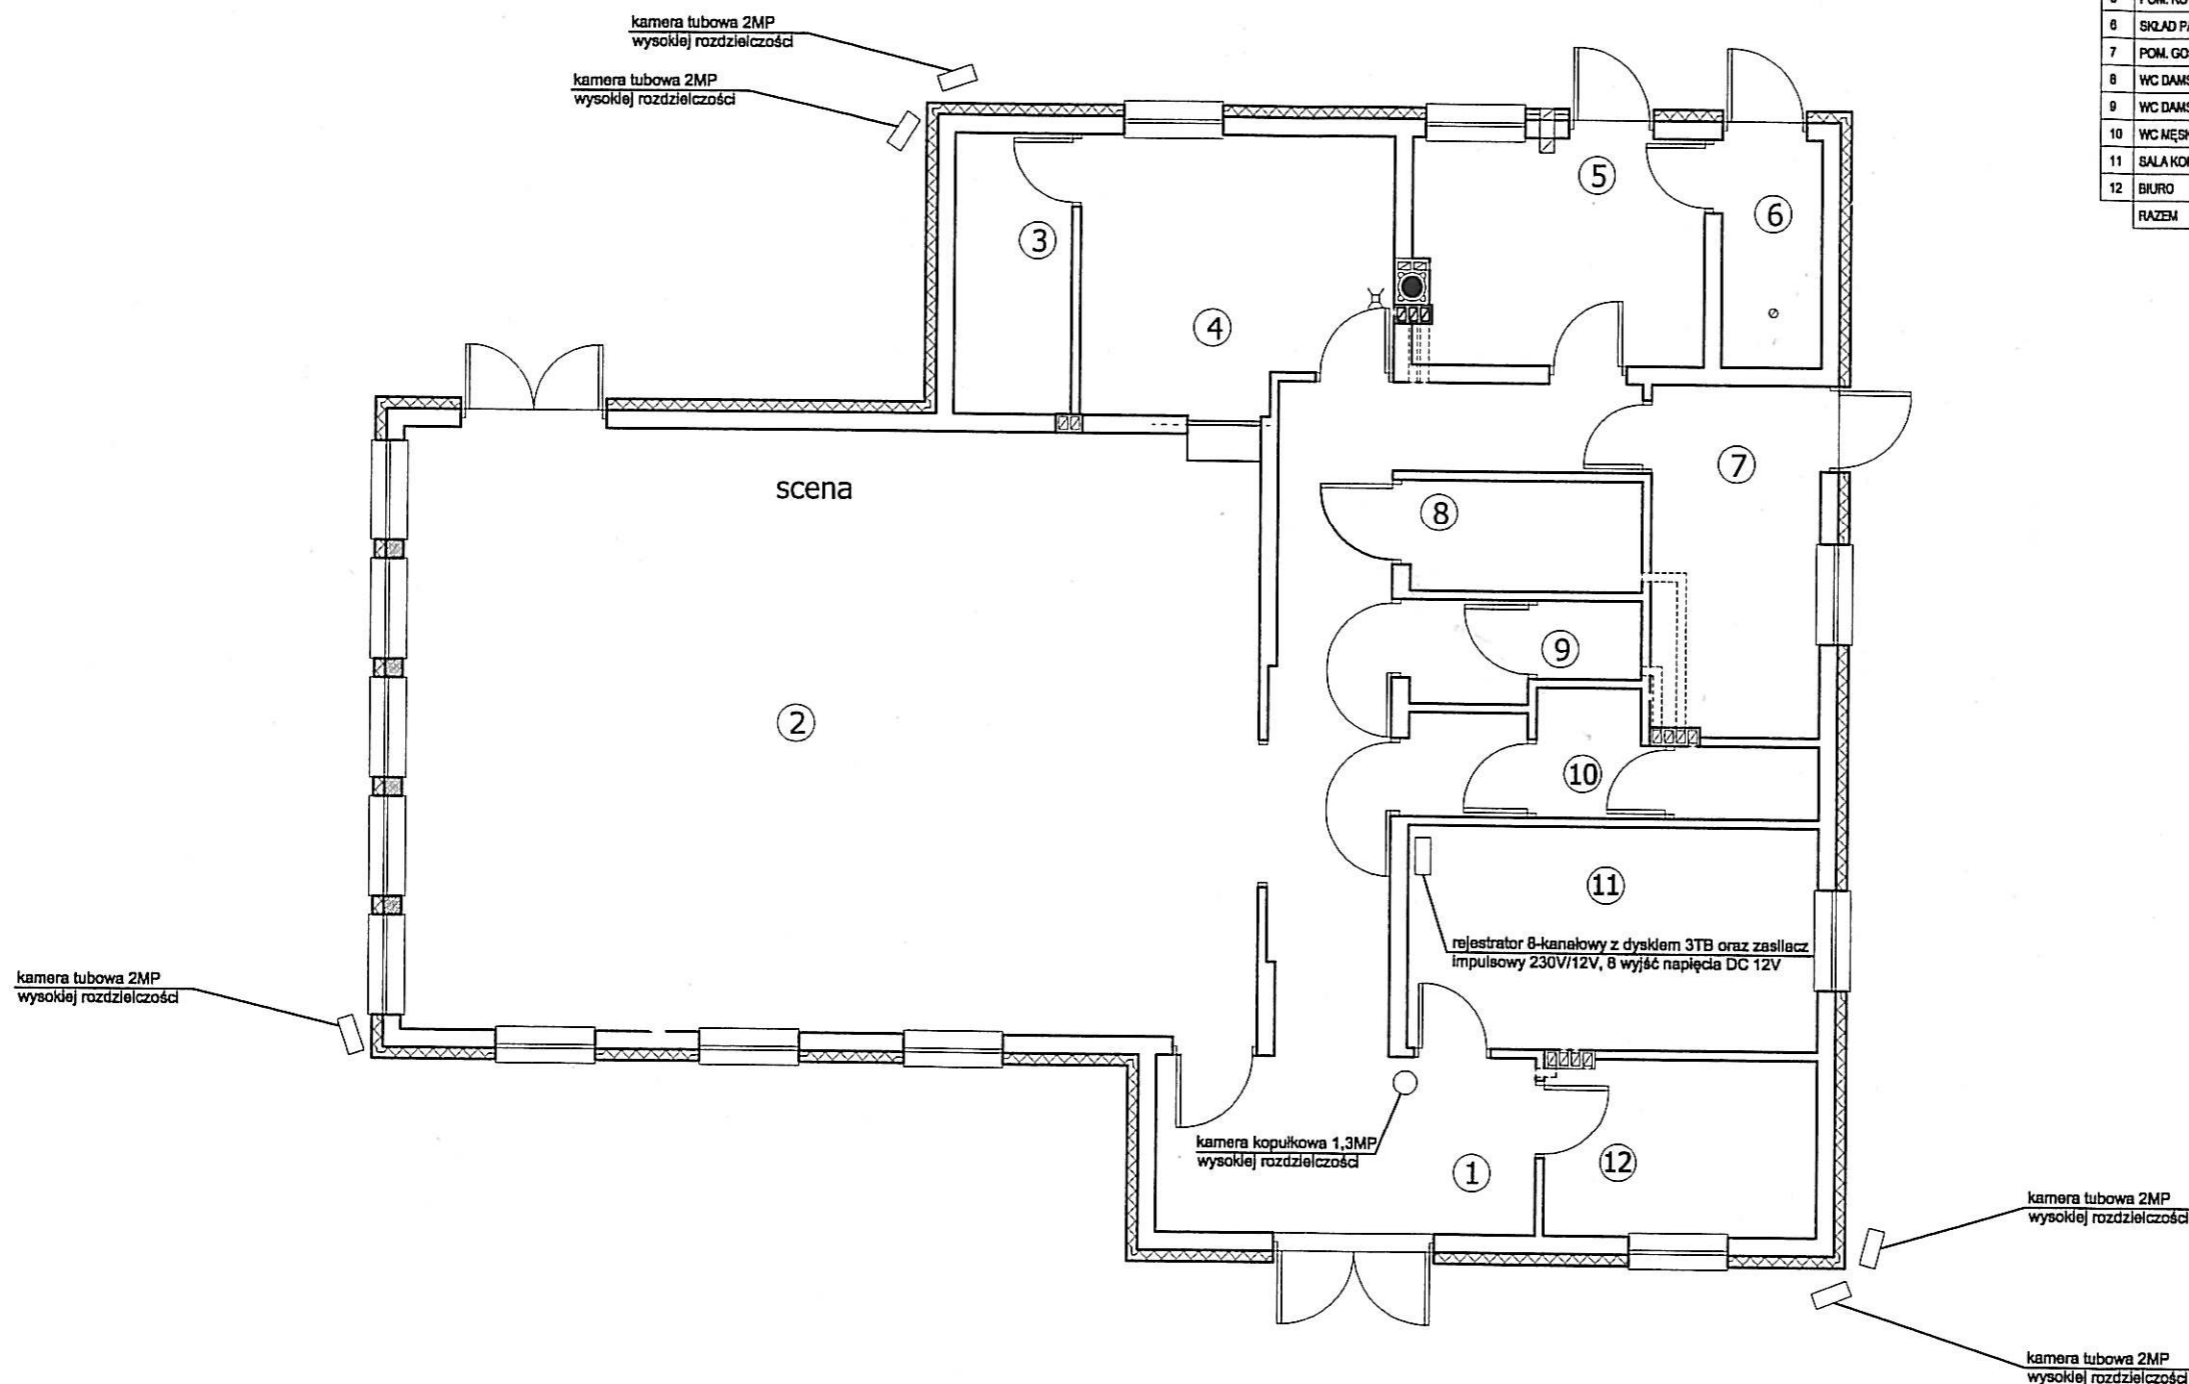 kamera tubowa 2MP
wysokiej rozdzielczości
kamera tubowa 2MP
wysokiej rozdzielczości
6
7
8
9
10
11
12 BIURO
RAZEM
3
4
5
6
scena
7
8
9
2
10
11
rejestrator 8-kanałowy z dyskiem 3TB oraz zasilacz
impulsowy 230V/12V, 8 wyjść napięcia DC 12V
kamera tubowa 2MP
wysokiej rozdzielczości
kamera kopułkowa 1,3MP
wysokiej rozdzielczości
1
12
kamera tubowa 2MP
wysokiej rozdzielczości
kamera tubowa 2MP
wysokiej rozdzielczości